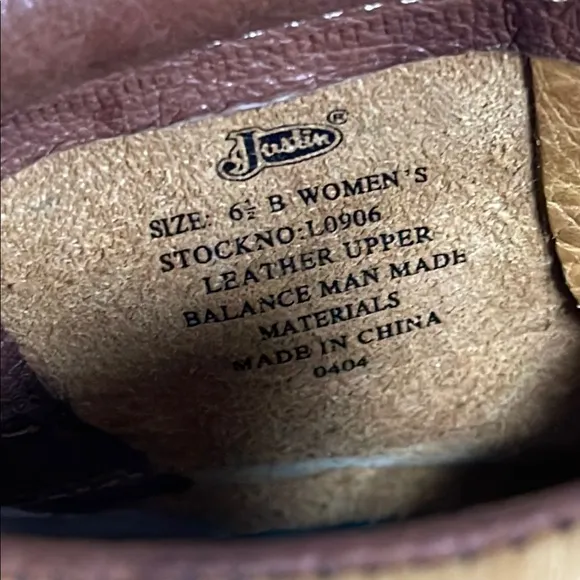 Justin®
SIZE: 6½ B WOMEN'S
STOCKNO:L0906
LEATHER UPPER
BALANCE MAN MADE
MATERIALS
MADE IN CHINA
0404